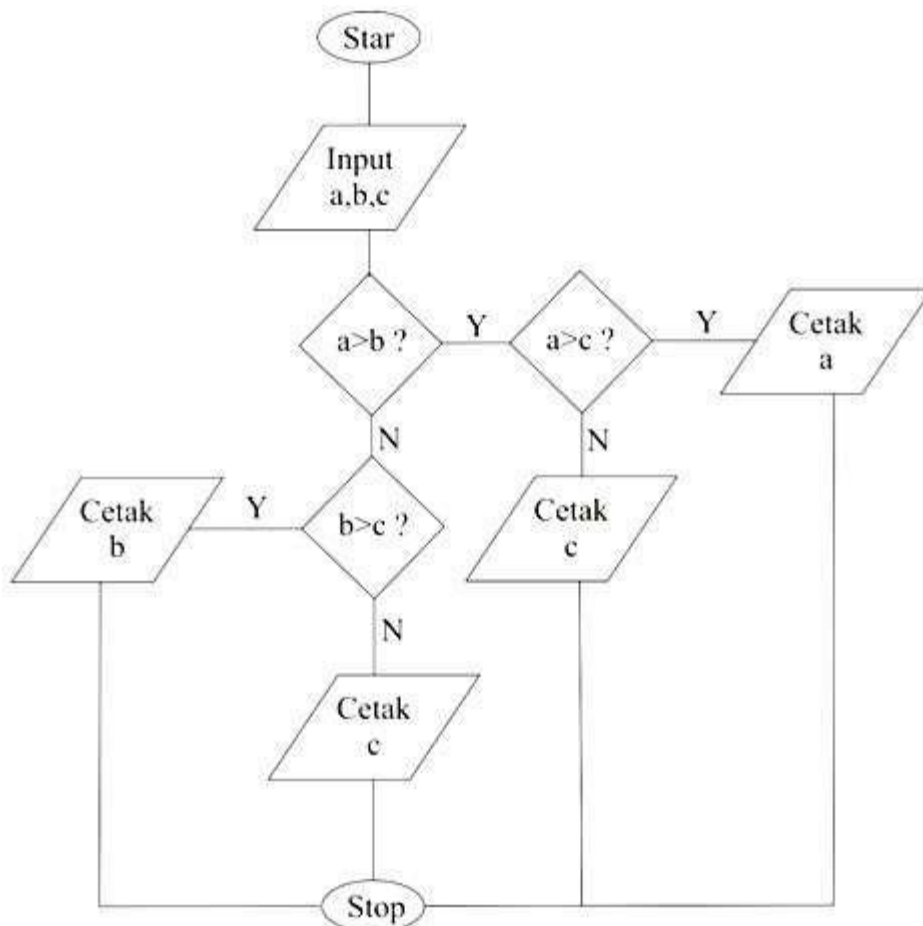 Star
Input
a,b,c
a>b ?
Y
a>c ?
Y
Cetak
a
N
N
Cetak
b
Y
b>c ?
Cetak
c
N
Cetak
c
Stop